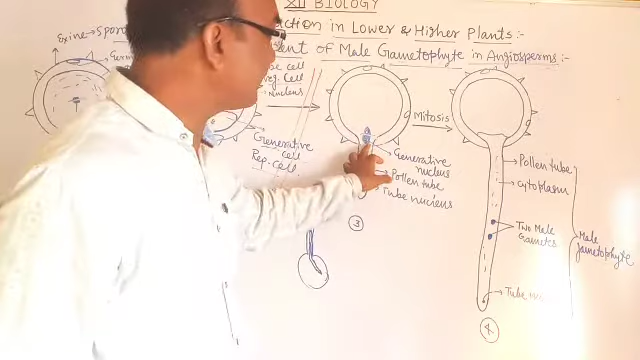 XII BIOLOGY
ction in Lower & Higher Plants :-
ent of Male Gametophyte in Angiosperms :-
Exine → Spor
Germ
cell
Veg. Cell
Nucleus
Generative
cell
Rep. cell
Generative
nucleus
Pollen tube
Tube nucleus
3
Mitosis
Pollen tube
cytoplasm
Two Male
Gametes
Male
gametophyte
Tube nu
4